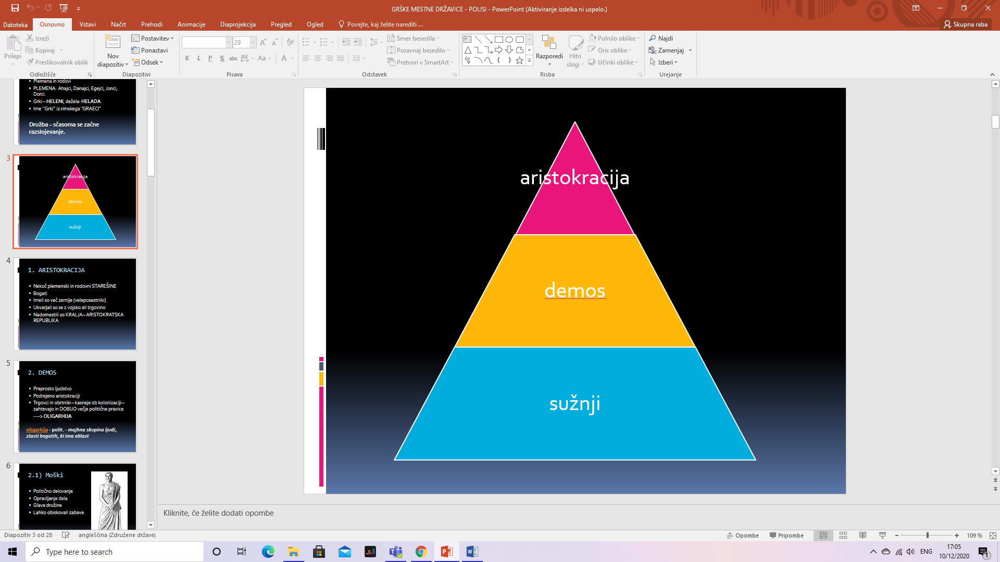 GRŠKE MESTNE DRŽAVICE - POLISI - PowerPoint (Aktiviranje izdelka ni uspelo.)
Datoteka Osnovno Vstavi Načrt Prehodi Animacije Diaprojekcija Pregled Ogled Povejte, kaj želite narediti ... Skupna raba
Prilepi
Izreži
Kopiraj
Preslikovalnik oblik
Odložišče
Nov
diapozitiv
Postavitev
Ponastavi
Odsek
Diapozitivi
29 A A
K L P S abc AV Aa A
Pisava
Smer besedila
Poravnaj besedilo
Pretvori v SmartArt
Odstavek
Razporedi
Hitri
slogi
Polnilo oblike
Oris oblike
Učinki oblike
Risba
Najdi
Zamenjaj
Izberi
Urejanje
Plemena in rodovi
PLEMENA: Ahajci, Danajci, Egejci, Jonci,
Dorci.
Grki – HELENI, dežela: HELADA.
Ime ˝Grki˝ iz rimskega ˝GRAECI˝
Družba – sčasoma se začne
razslojevanje.
3
aristokracija
demos
sužnji
4
1. ARISTOKRACIJA
Nekoč plemenski in rodovni STAREŠINE
Bogati
Imeli so več zemlje (veleposestniki)
Ukvarjali so se z vojsko ali trgovino
Nadomestili so KRALJA – ARISTOKRATSKA
REPUBLIKA
5
2. DEMOS
Preprosto ljudstvo
Podrejeno aristokraciji
Trgovci in obrtniki – kasneje ob kolonizaciji –
zahtevajo in DOBIJO večje politične pravice
----> OLIGARHIJA
oligarhija - polit. - majhna skupina ljudi,
zlasti bogatih, ki ima oblast
6
2.1) Moški
Politično delovanje
Opravljanje dela
Glava družine
Lahko obiskovali zabave
aristokracija
demos
sužnji
Kliknite, če želite dodati opombe
Diapozitiv 3 od 28 angleščina (Združene države) Opombe Pripombe 109 %
Type here to search
ENG
17:05
10/12/2020
1